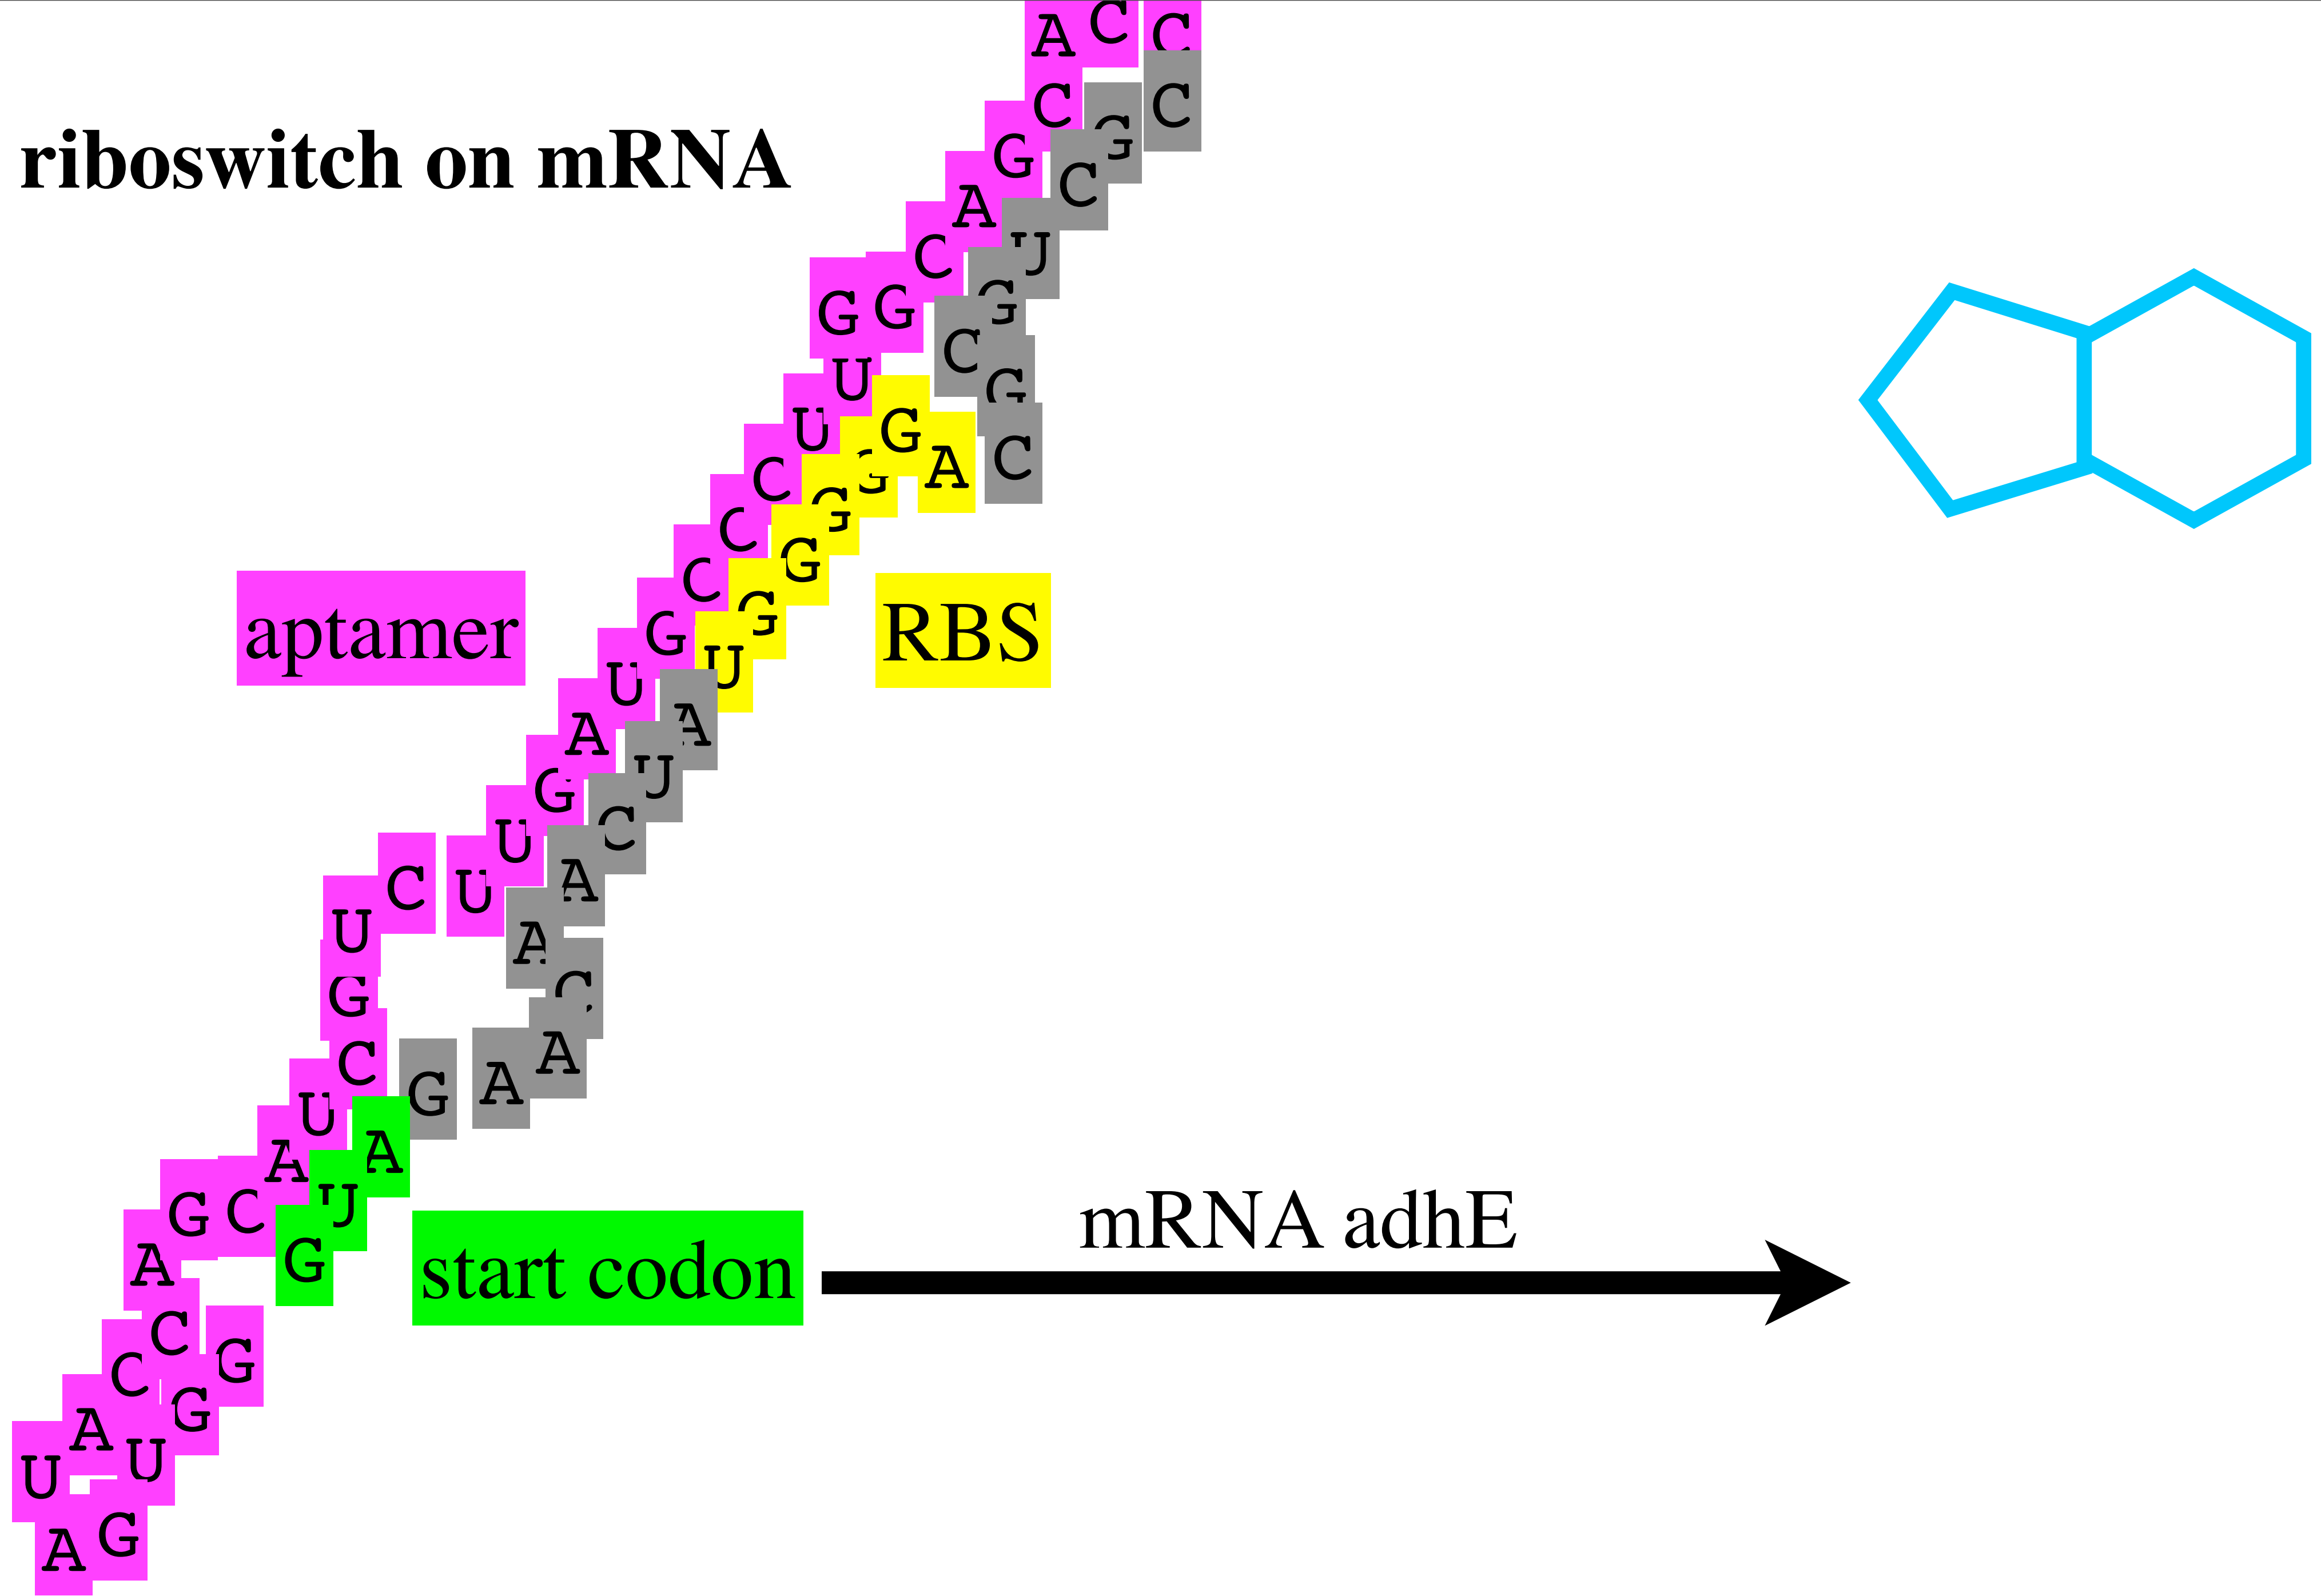 A C C
C G C
riboswitch on mRNA
G C
A U
C G
G G C G
U G A C
U G
C G
C G
C G
aptamer
RBS
G U
U A
A U
G C
U A
C U A
U C
G A
C G A
U A
A U
G C G
mRNA adhE
A
start codon
C G
C G
A U
U G
A